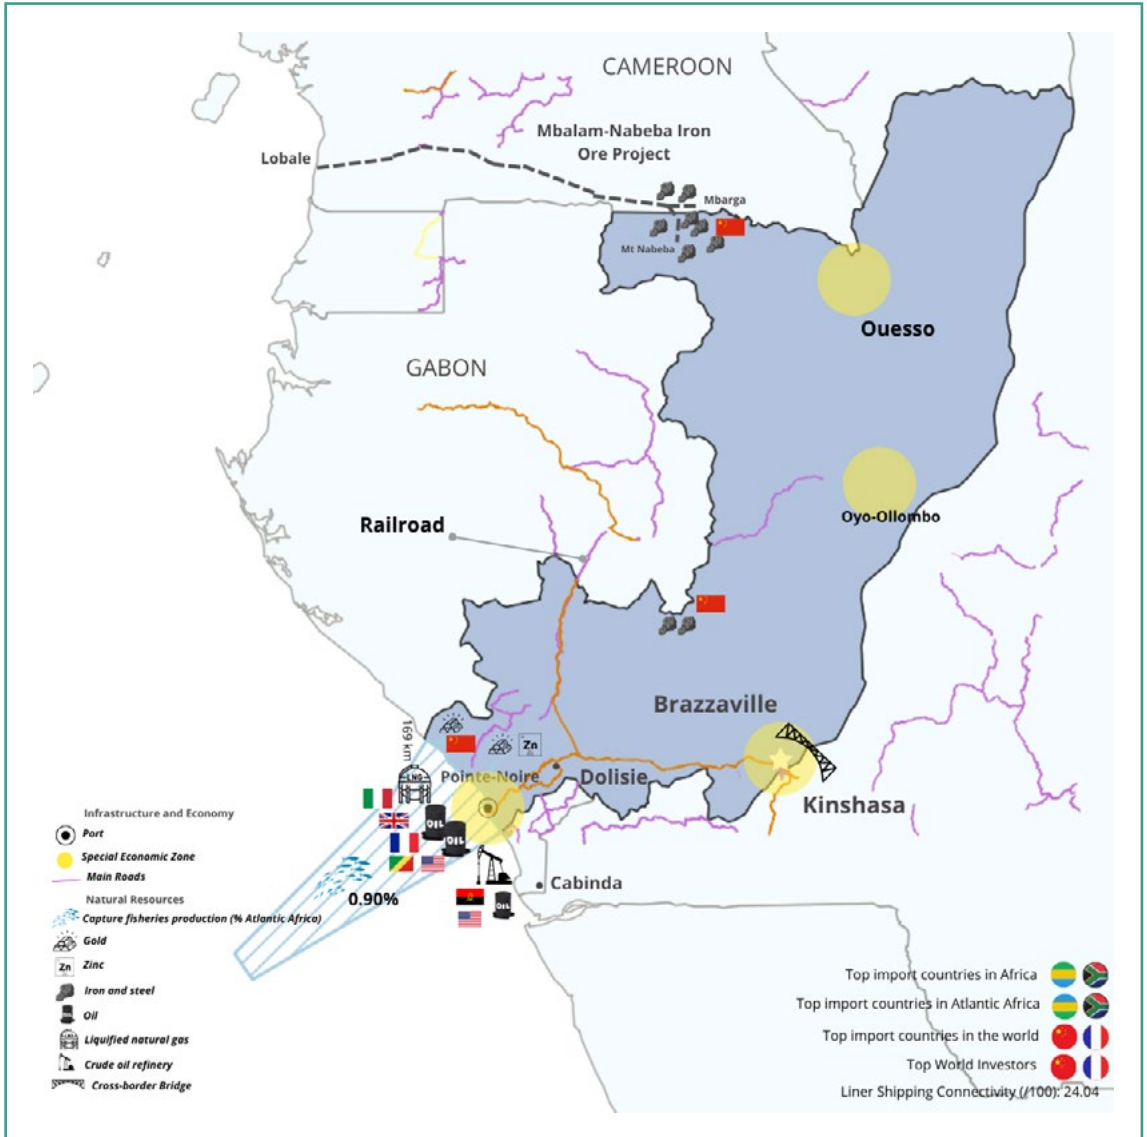 CAMEROON
Mbalam-Nabeba Iron
Ore Project
Lobale
Mbarga
Mt Nabeba
Ouesso
GABON
Railroad
Oyo-Ollombo
Brazzaville
169 km
Zn
LNG
Pointe-Noire
Dolisie
Kinshasa
OIL
OIL
Cabinda
OIL
0.90%
Infrastructure and Economy
Port
Special Economic Zone
Main Roads
Natural Resources
Capture fisheries production (% Atlantic Africa)
Gold
Zn
Zinc
Iron and steel
Oil
Liquified natural gas
Crude oil refinery
Cross-border Bridge
Top import countries in Africa
Top import countries in Atlantic Africa
Top import countries in the world
Top World Investors
Liner Shipping Connectivity (/100): 24.04